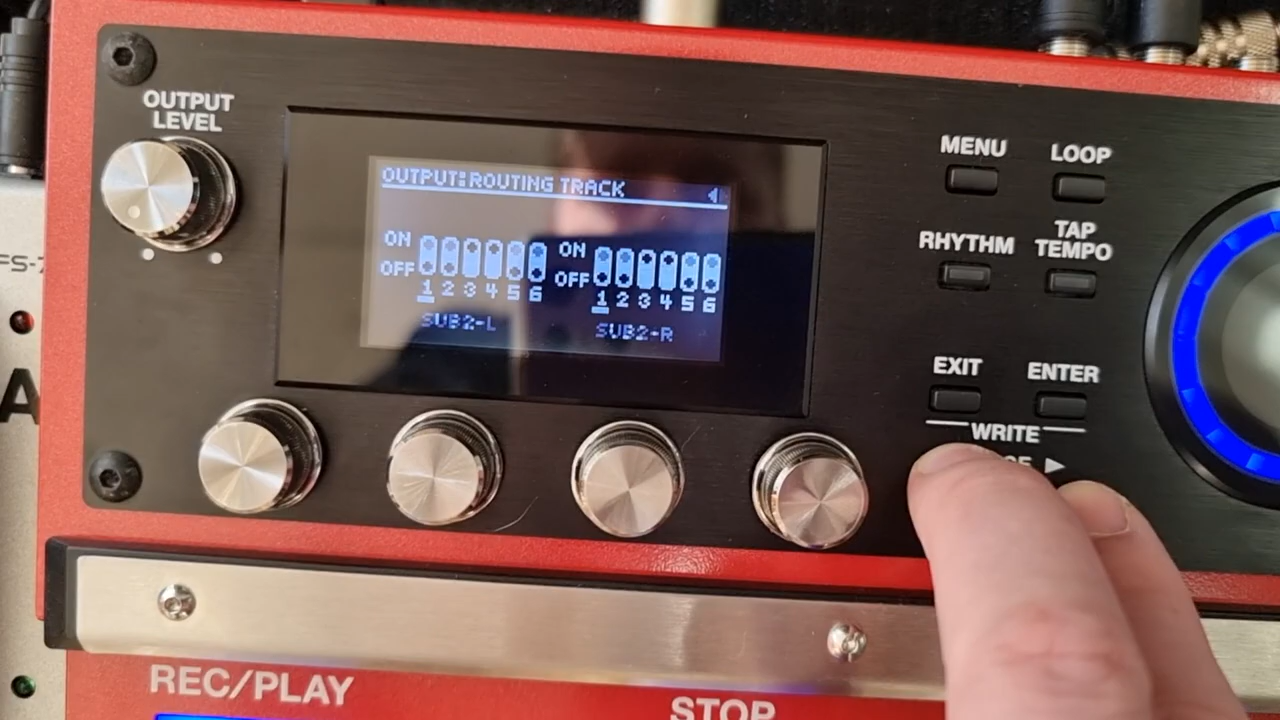 OUTPUT
LEVEL
OUTPUT:ROUTING TRACK
ON
OFF
1 2 3 4 5 6
SUB2-L
ON
OFF
1 2 3 4 5 6
SUB2-R
MENU
LOOP
RHYTHM
TAP
TEMPO
EXIT
ENTER
WRITE
REC/PLAY
STOP